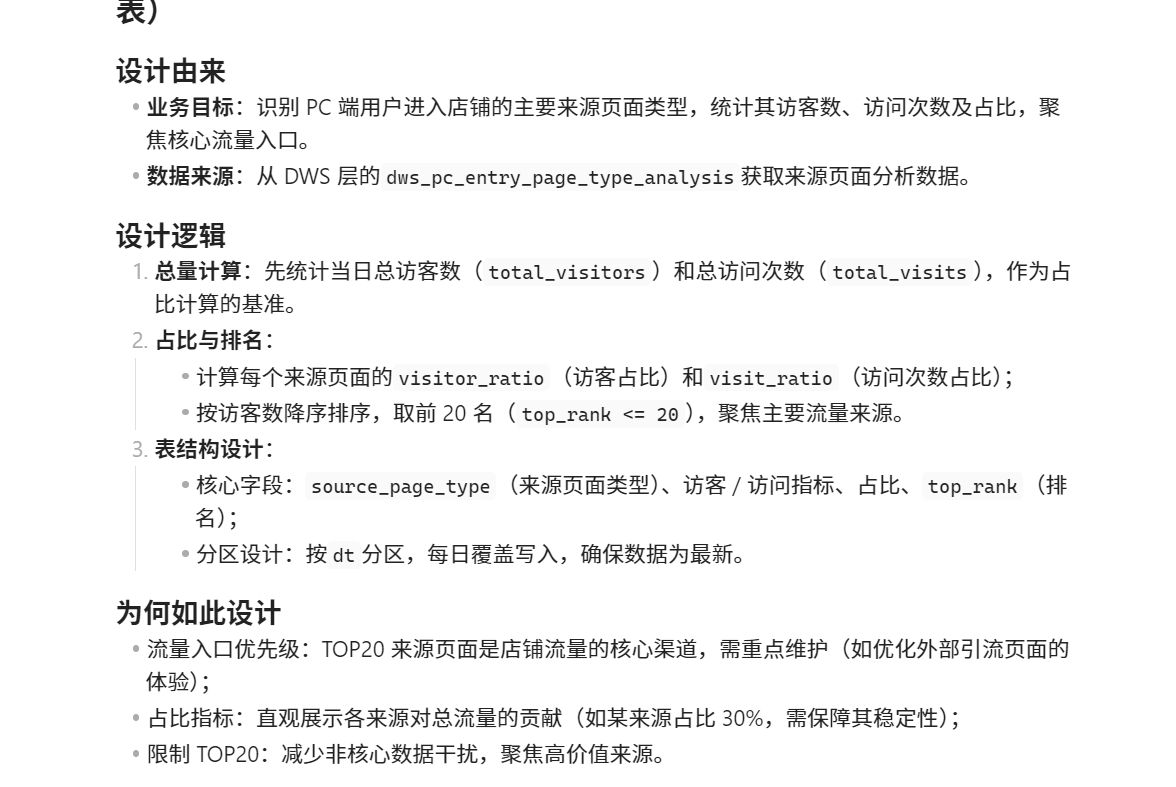 表）
设计由来
• 业务目标：识别 PC 端用户进入店铺的主要来源页面类型，统计其访客数、访问次数及占比，聚
焦核心流量入口。
• 数据来源：从 DWS 层的 dws_pc_entry_page_type_analysis 获取来源页面分析数据。
设计逻辑
1. 总量计算：先统计当日总访客数（ total_visitors ）和总访问次数（ total_visits ），作为占
比计算的基准。
2. 占比与排名：
• 计算每个来源页面的 visitor_ratio （访客占比）和 visit_ratio （访问次数占比）；
• 按访客数降序排序，取前 20 名（ top_rank <= 20 ），聚焦主要流量来源。
3. 表结构设计：
• 核心字段： source_page_type （来源页面类型）、访客 / 访问指标、占比、 top_rank （排
名）；
• 分区设计：按 dt 分区，每日覆盖写入，确保数据为最新。
为何如此设计
• 流量入口优先级：TOP20 来源页面是店铺流量的核心渠道，需重点维护（如优化外部引流页面的
体验）；
• 占比指标：直观展示各来源对总流量的贡献（如某来源占比 30%，需保障其稳定性）；
• 限制 TOP20：减少非核心数据干扰，聚焦高价值来源。